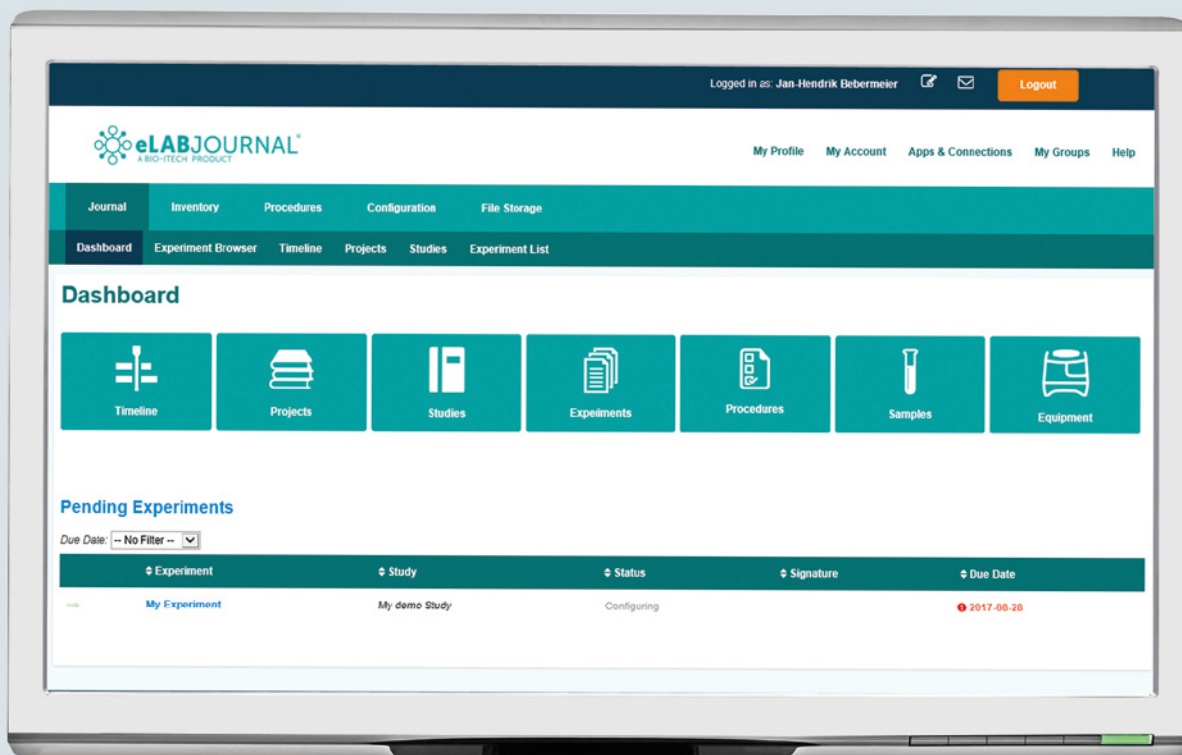 Logged in as: Jan-Hendrik Bebermeier Logout
eLABJOURNAL®
A BIO-ITECH PRODUCT
My Profile My Account Apps & Connections My Groups Help
Journal Inventory Procedures Configuration File Storage
Dashboard Experiment Browser Timeline Projects Studies Experiment List
Dashboard
Timeline Projects Studies Experiments Procedures Samples Equipment
Pending Experiments
Due Date: -- No Filter --
Experiment Study Status Signature Due Date
My Experiment My demo Study Configuring 2017-08-28